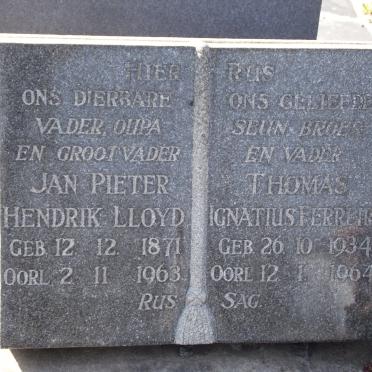 HIER RUS
ONS DIERBARE
VADER, OUPA
EN GROOTVADER
JAN PIETER
HENDRIK LLOYD
GEB. 12. 12. 1871
OORL. 2. 11. 1963.
ONS GELIEFDE
SEUN. BROER
EN VADER
THOMAS
IGNATIUS FERREIR
GEB. 26. 10. 1934
OORL. 12. 1. 1964
RUS SAG.